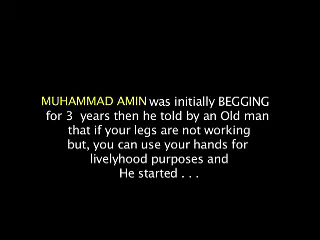 MUHAMMAD AMIN was initially BEGGING
for 3 years then he told by an Old man
that if your legs are not working
but, you can use your hands for
livelyhood purposes and
He started . . .